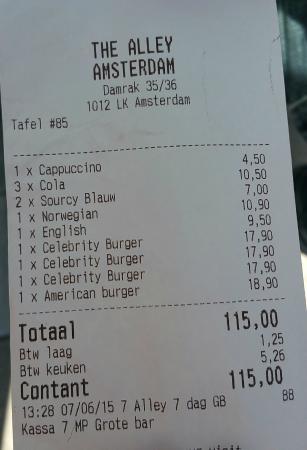 THE ALLEY
AMSTERDAM
Damrak 35/36
1012 LK Amsterdam
Tafel #85
1 x Cappuccino 4,50
3 x Cola 10,50
2 x Sourcy Blauw 7,00
1 x Norwegian 10,90
1 x English 9,50
1 x Celebrity Burger 17,90
1 x Celebrity Burger 17,90
1 x Celebrity Burger 17,90
1 x American burger 18,90
Totaal 115,00
Btw laag 1,25
Btw keuken 5,26
Contant 115,00
13:28 07/06/15 7 Alley 7 dag GB BB
Kassa 7 MP Grote bar